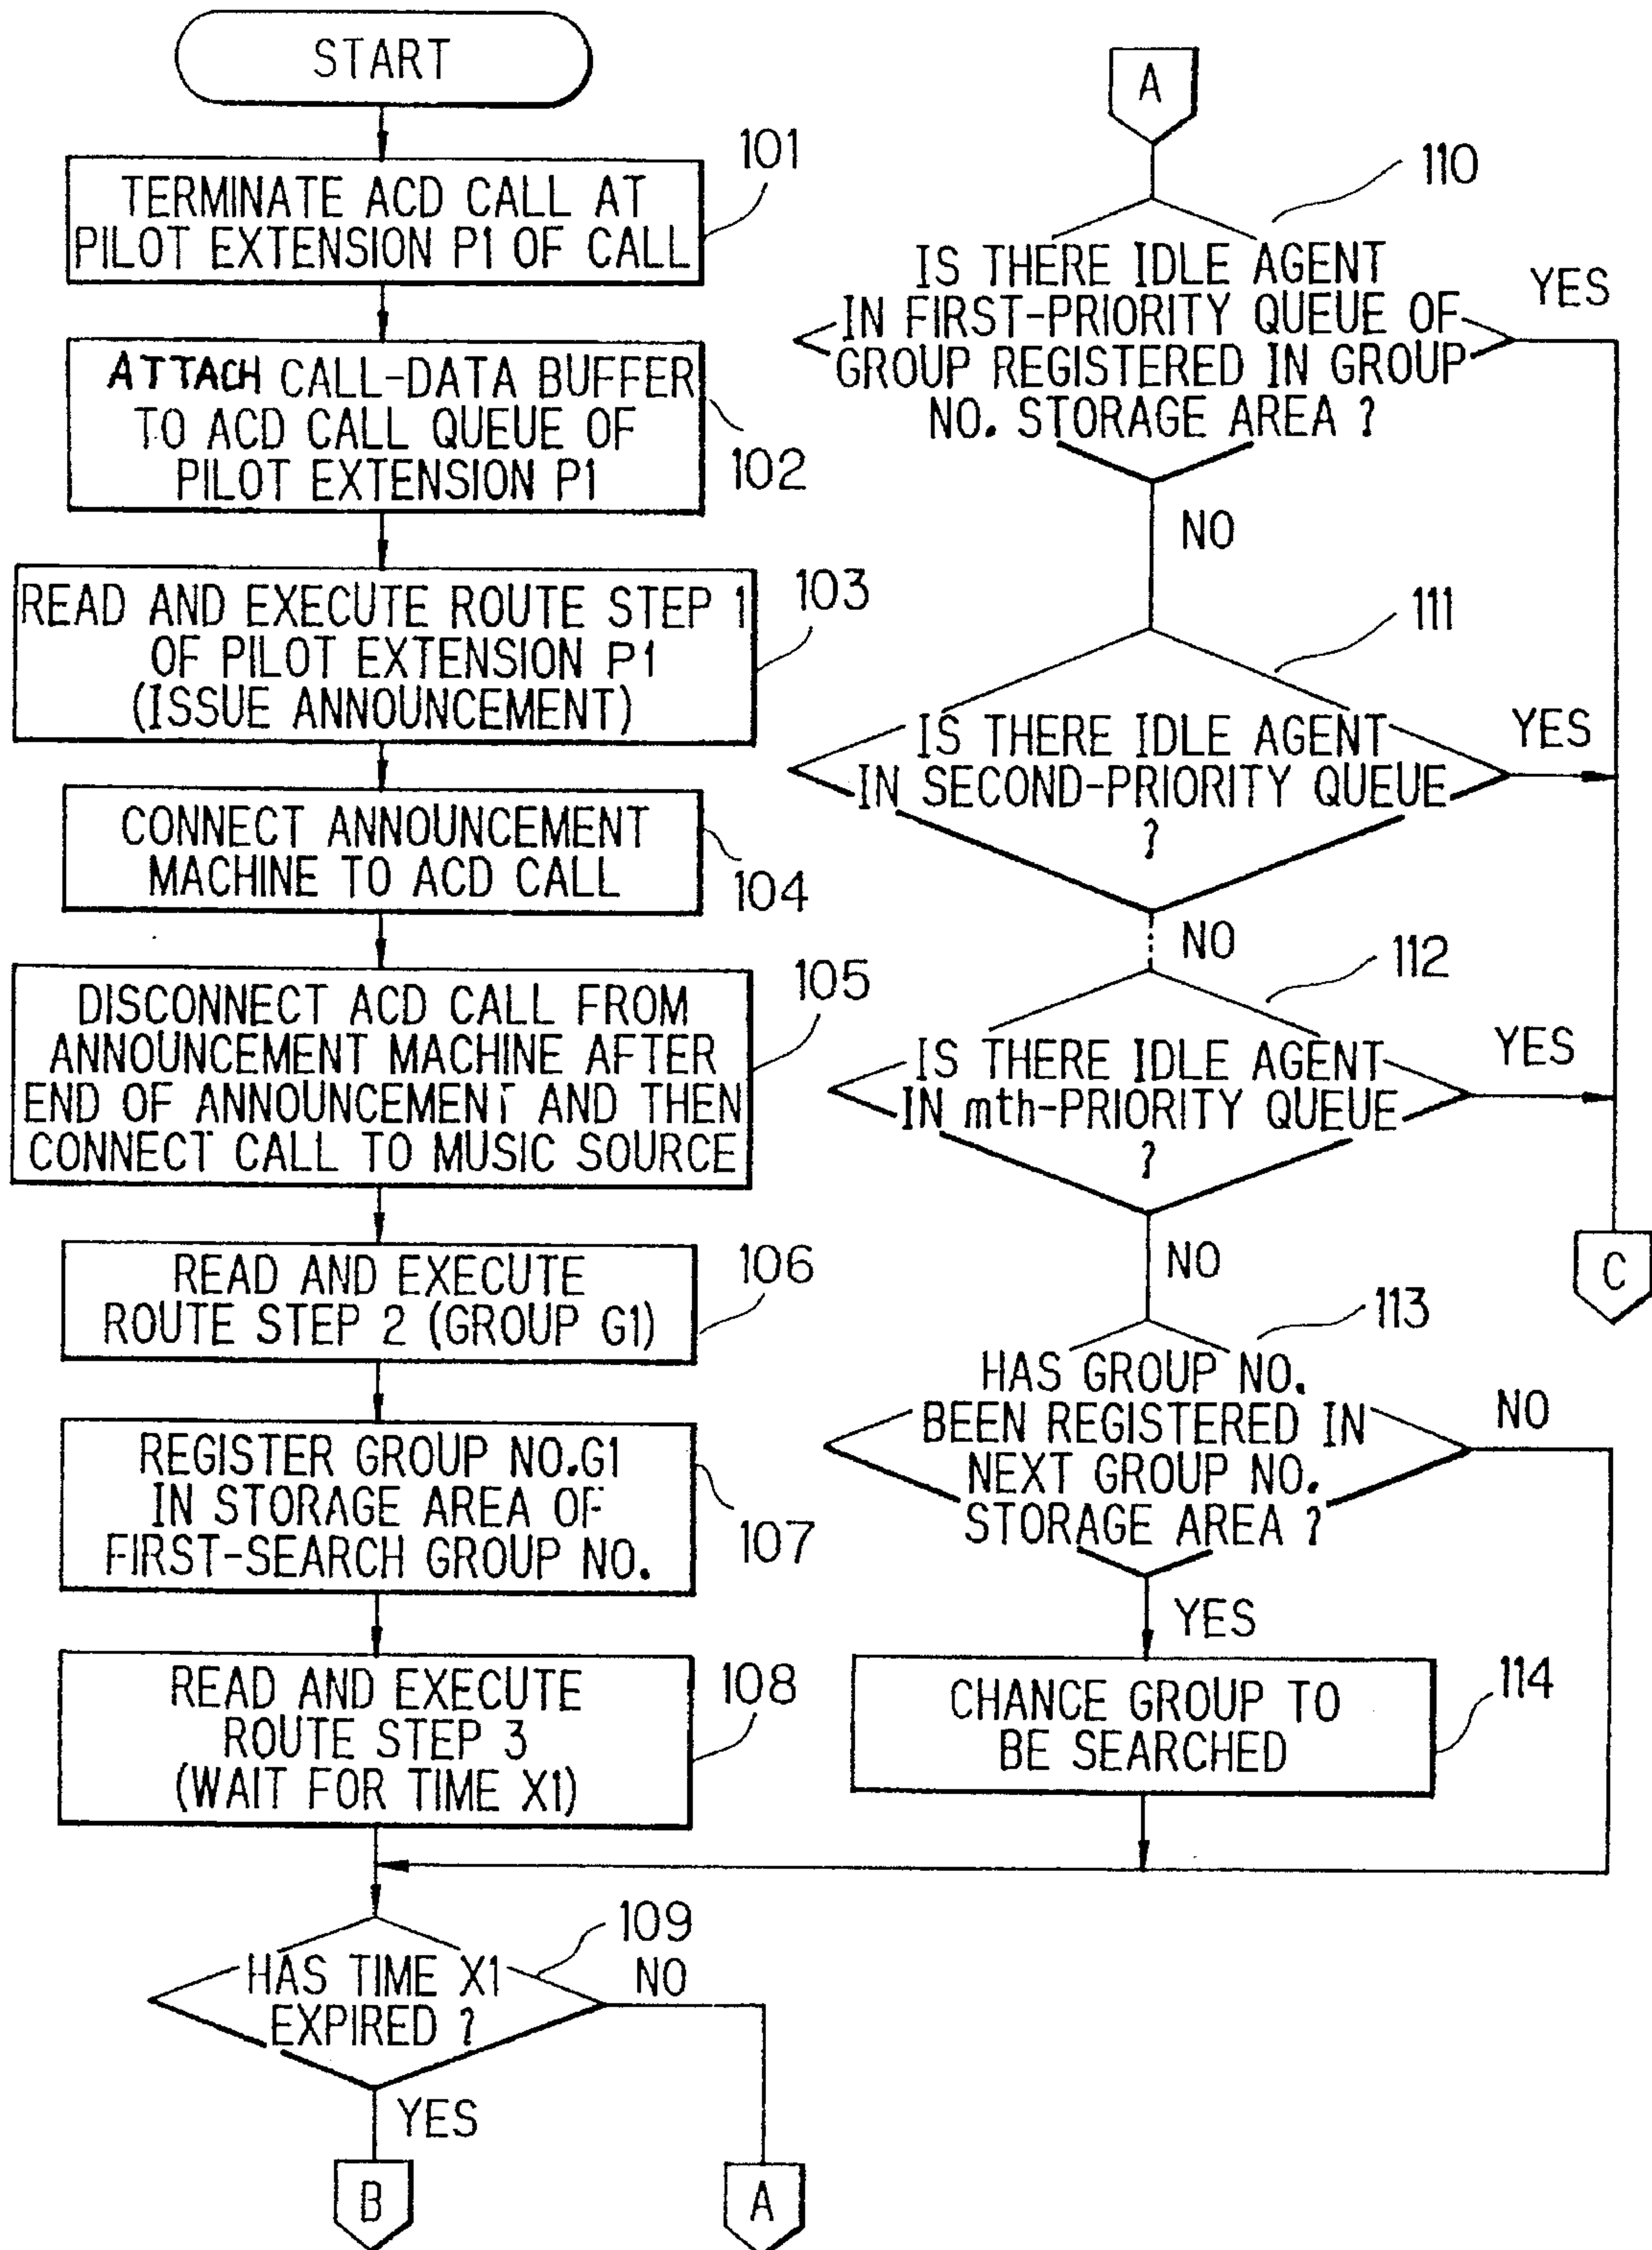 START
101
TERMINATE ACD CALL AT
PILOT EXTENSION P1 OF CALL
ATTACH CALL-DATA BUFFER
TO ACD CALL QUEUE OF
PILOT EXTENSION P1
102
READ AND EXECUTE ROUTE STEP 1
OF PILOT EXTENSION P1
(ISSUE ANNOUNCEMENT)
103
CONNECT ANNOUNCEMENT
MACHINE TO ACD CALL
104
DISCONNECT ACD CALL FROM
ANNOUNCEMENT MACHINE AFTER
END OF ANNOUNCEMENT AND THEN
CONNECT CALL TO MUSIC SOURCE
105
READ AND EXECUTE
ROUTE STEP 2 (GROUP G1)
106
REGISTER GROUP NO.G1
IN STORAGE AREA OF
FIRST-SEARCH GROUP NO.
107
READ AND EXECUTE
ROUTE STEP 3
(WAIT FOR TIME X1)
108
109
HAS TIME X1
EXPIRED ?
NO
YES
B
A
A
110
IS THERE IDLE AGENT
IN FIRST-PRIORITY QUEUE OF
GROUP REGISTERED IN GROUP
NO. STORAGE AREA ?
YES
NO
111
IS THERE IDLE AGENT
IN SECOND-PRIORITY QUEUE
?
YES
NO
112
IS THERE IDLE AGENT
IN mth-PRIORITY QUEUE
?
YES
NO
C
113
HAS GROUP NO.
BEEN REGISTERED IN
NEXT GROUP NO.
STORAGE AREA ?
NO
YES
CHANCE GROUP TO
BE SEARCHED
114